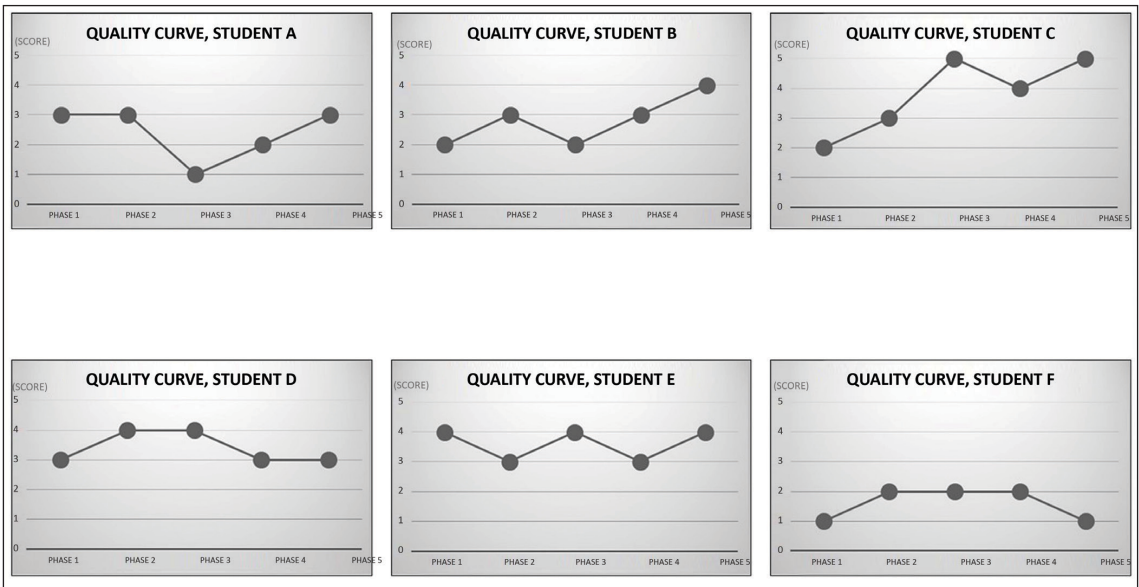 QUALITY CURVE, STUDENT A
(SCORE)
5
4
3
2
1
0
PHASE 1 PHASE 2 PHASE 3 PHASE 4 PHASE 5
QUALITY CURVE, STUDENT B
(SCORE)
5
4
3
2
1
0
PHASE 1 PHASE 2 PHASE 3 PHASE 4 PHASE 5
QUALITY CURVE, STUDENT C
(SCORE)
5
4
3
2
1
0
PHASE 1 PHASE 2 PHASE 3 PHASE 4 PHASE 5
QUALITY CURVE, STUDENT D
(SCORE)
5
4
3
2
1
0
PHASE 1 PHASE 2 PHASE 3 PHASE 4 PHASE 5
QUALITY CURVE, STUDENT E
(SCORE)
5
4
3
2
1
0
PHASE 1 PHASE 2 PHASE 3 PHASE 4 PHASE 5
QUALITY CURVE, STUDENT F
(SCORE)
5
4
3
2
1
0
PHASE 1 PHASE 2 PHASE 3 PHASE 4 PHASE 5